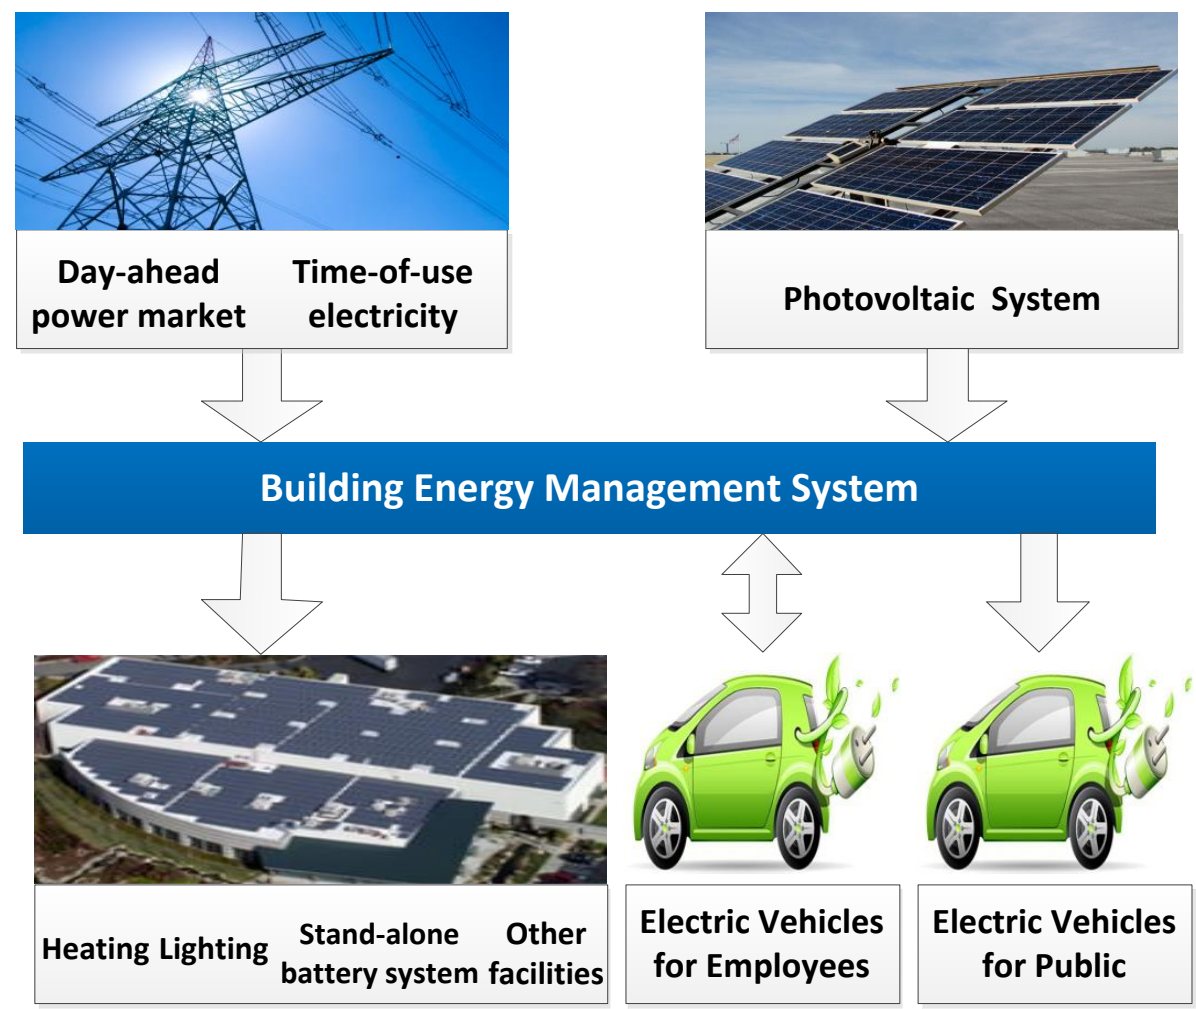 Day-ahead
power market
Time-of-use
electricity
Photovoltaic System
Building Energy Management System
Heating Lighting
Stand-alone
battery system
Other
facilities
Electric Vehicles
for Employees
Electric Vehicles
for Public